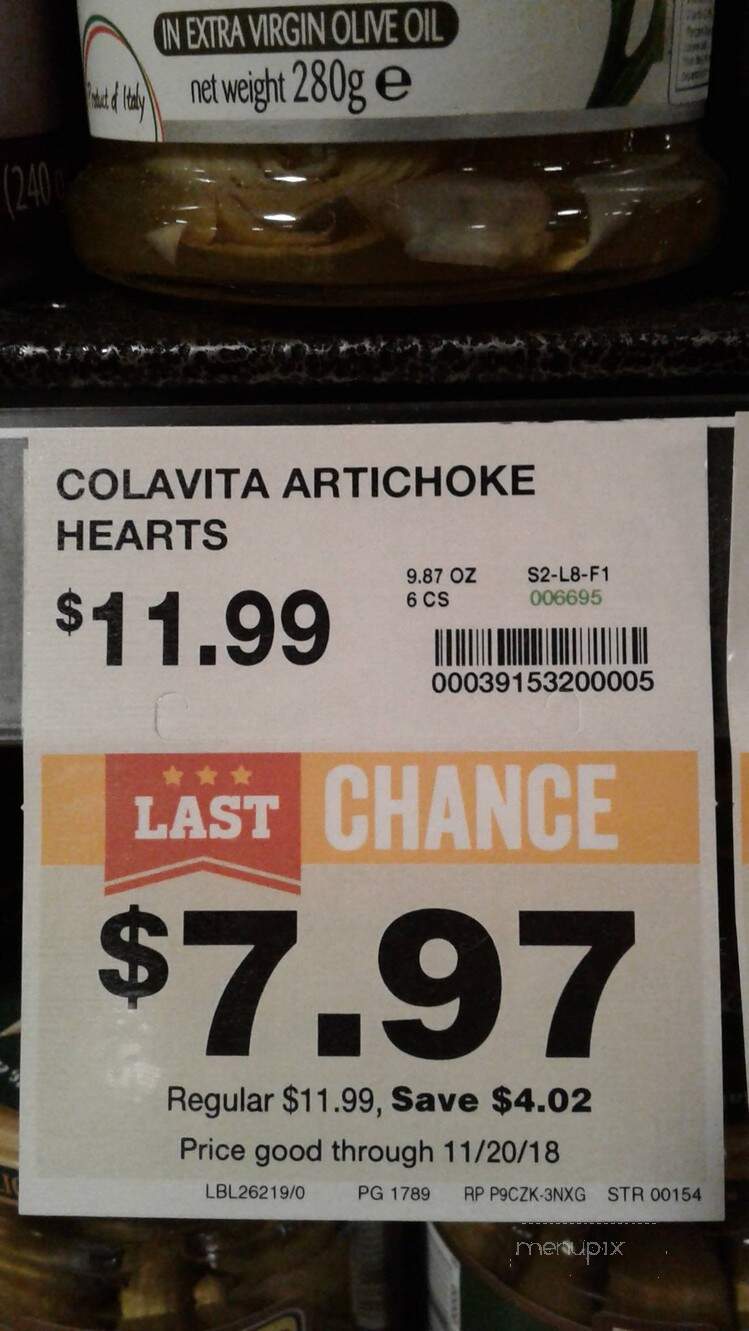 IN EXTRA VIRGIN OLIVE OIL
net weight 280g e
Product of Italy
(240
COLAVITA ARTICHOKE
HEARTS
$11.99
9.87 OZ S2-L8-F1
6 CS 006695
00039153200005
LAST CHANCE
$7.97
Regular $11.99, Save $4.02
Price good through 11/20/18
LBL26219/0 PG 1789 RP P9CZK-3NXG STR 00154
menupix